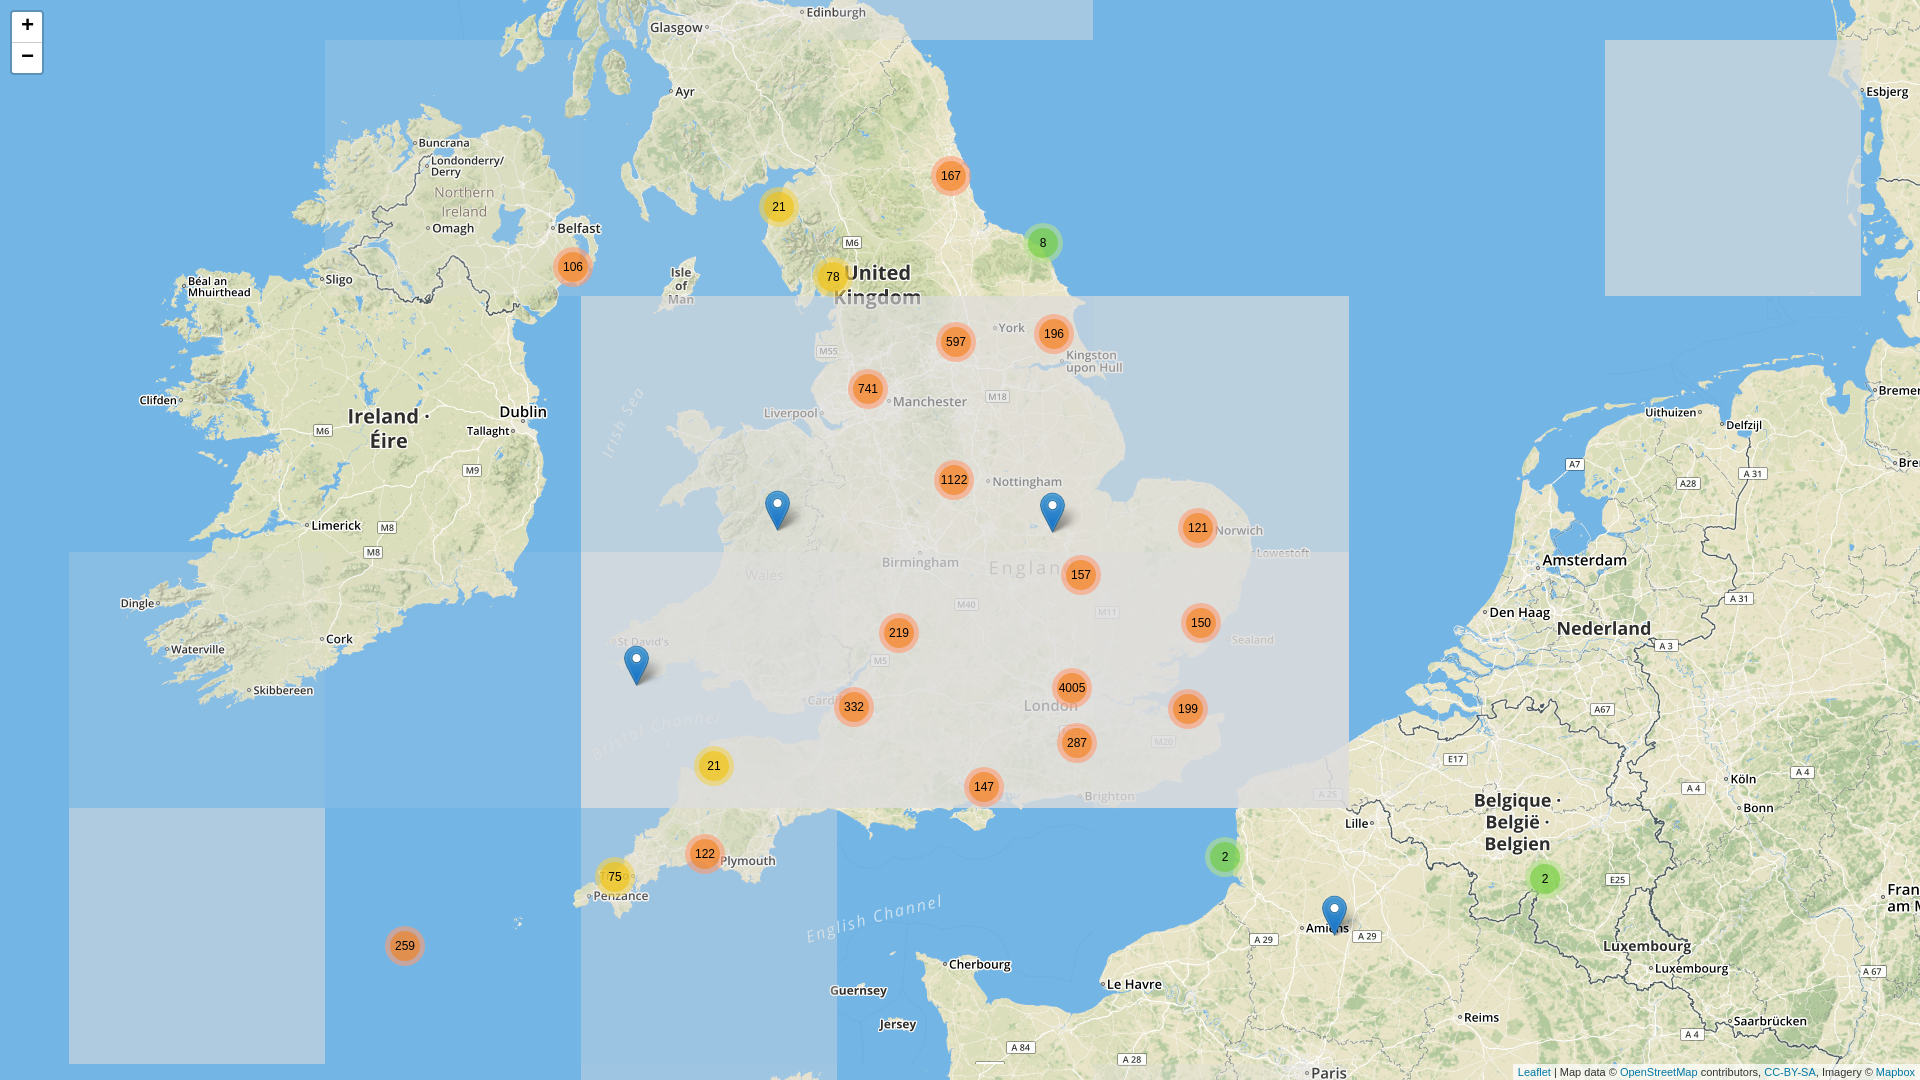 +
−
Edinburgh
Glasgow
Ayr
Esbjerg
Buncrana
Londonderry/
Derry
Northern
Ireland
Omagh
Belfast
167
21
8
M6
106
78
United
Kingdom
Isle
of
Man
Sligo
Béal an
Mhuirthead
York
597
196
M55
Kingston
upon Hull
741
Manchester
M18
Liverpool
Irish Sea
Clifden
Ireland ·
Éire
Dublin
Tallaght
M6
M9
Uithuizen
Delfzijl
Bremer
A7
A 31
A28
Bre
1122
Nottingham
Limerick
M8
M8
121
Norwich
Lowestoft
Birmingham
Englan
Wales
157
Amsterdam
A 31
Den Haag
Nederland
A 3
Dingle
Cork
Waterville
Skibbereen
M40
M11
219
150
Sealand
St David's
M5
4005
London
Cardiff
332
199
287
M20
Bristol Channel
A67
E17
A 4
Köln
A 4
Bonn
21
147
Brighton
A 25
Lille
Belgique ·
België ·
Belgien
122
Plymouth
75
Penzance
2
2
E25
Fran
am M
English Channel
259
Amiens
A 29
A 29
Luxembourg
Luxembourg
A 67
Cherbourg
Le Havre
Guernsey
Jersey
Reims
Saarbrücken
A 4
A 84
A 28
Paris
Leaflet | Map data © OpenStreetMap contributors, CC-BY-SA, Imagery © Mapbox